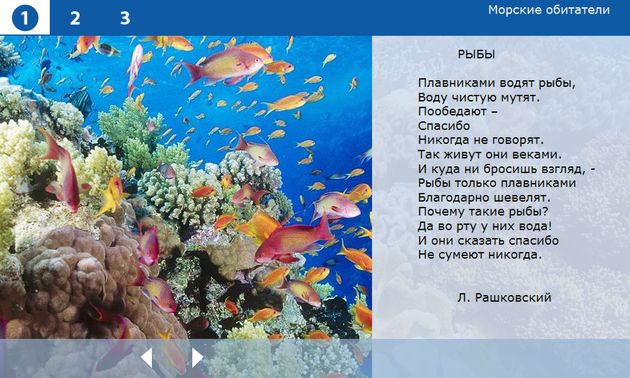 1 2 3
Морские обитатели
РЫБЫ
Плавниками водят рыбы,
Воду чистую мутят.
Пообедают –
Спасибо
Никогда не говорят.
Так живут они веками.
И куда ни бросишь взгляд, -
Рыбы только плавниками
Благодарно шевелят.
Почему такие рыбы?
Да во рту у них вода!
И они сказать спасибо
Не сумеют никогда.
Л. Рашковский